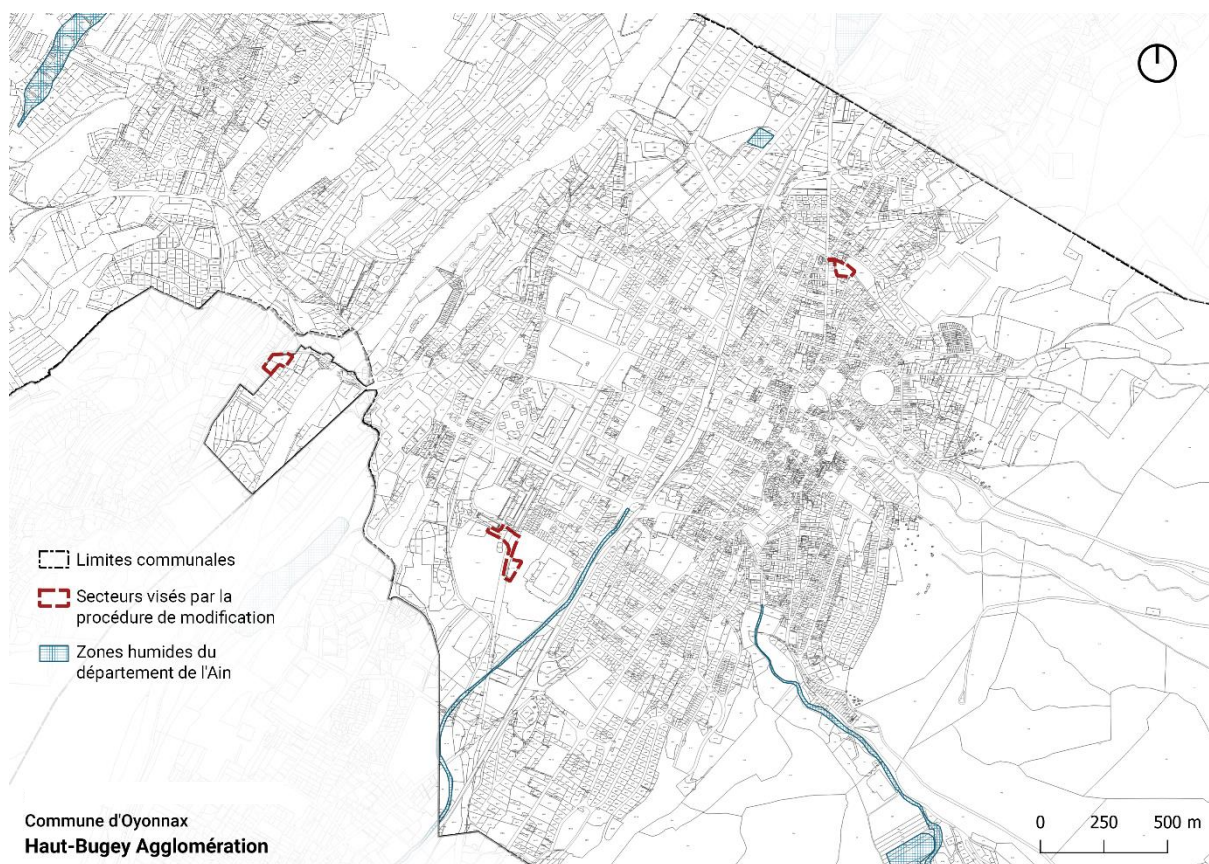 Limites communales
Secteurs visés par la
procédure de modification
Zones humides du
département de l'Ain
Commune d'Oyonnax
Haut-Bugey Agglomération
0 250 500 m